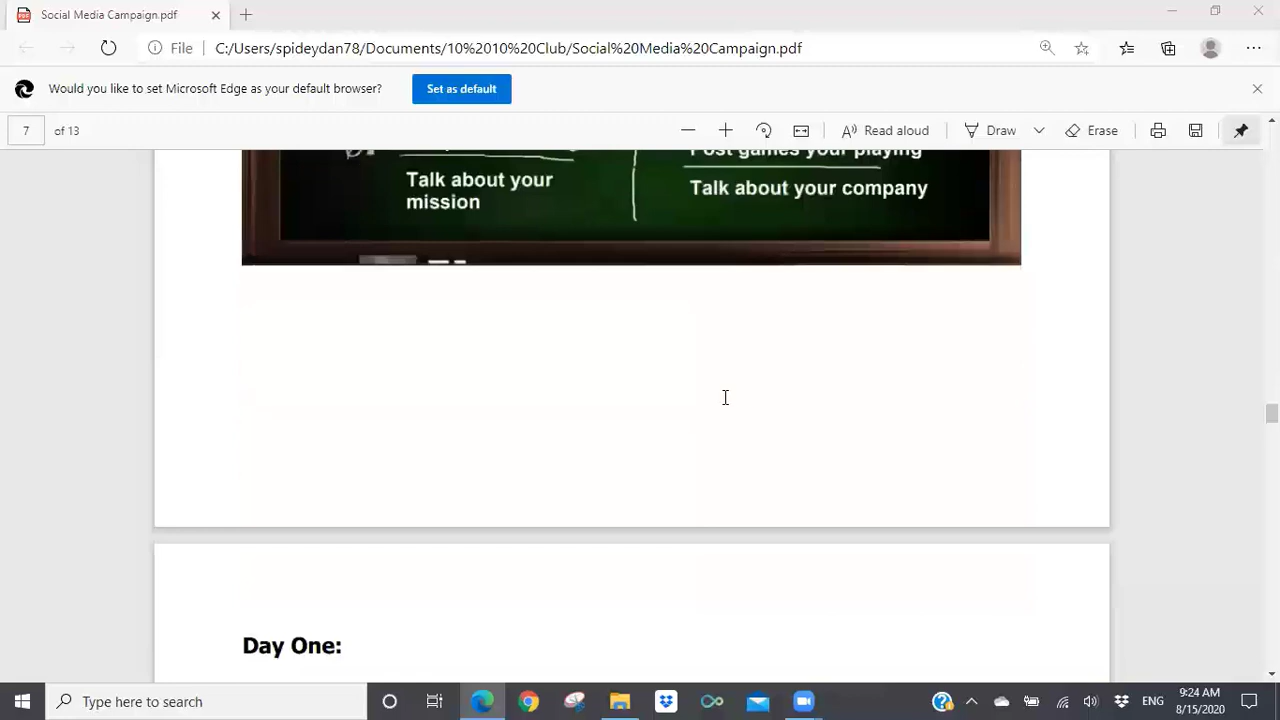 Social Media Campaign.pdf
File C:/Users/spideydan78/Documents/10%2010%20Club/Social%20Media%20Campaign.pdf
Would you like to set Microsoft Edge as your default browser? Set as default
7 of 13 Read aloud Draw Erase
Post games your playing
Talk about your
mission
Talk about your company
Day One:
Type here to search
ENG
9:24 AM
8/15/2020